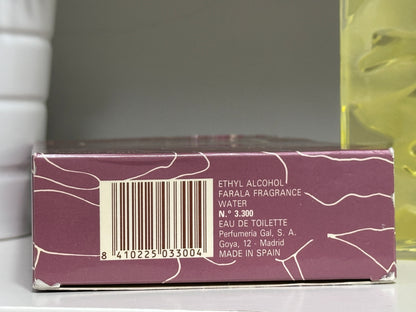 ETHYL ALCOHOL
FARALA FRAGRANCE
WATER
N.° 3.300
EAU DE TOILETTE
Perfumería Gal, S. A.
Goya, 12 - Madrid
MADE IN SPAIN
8 410225 033004